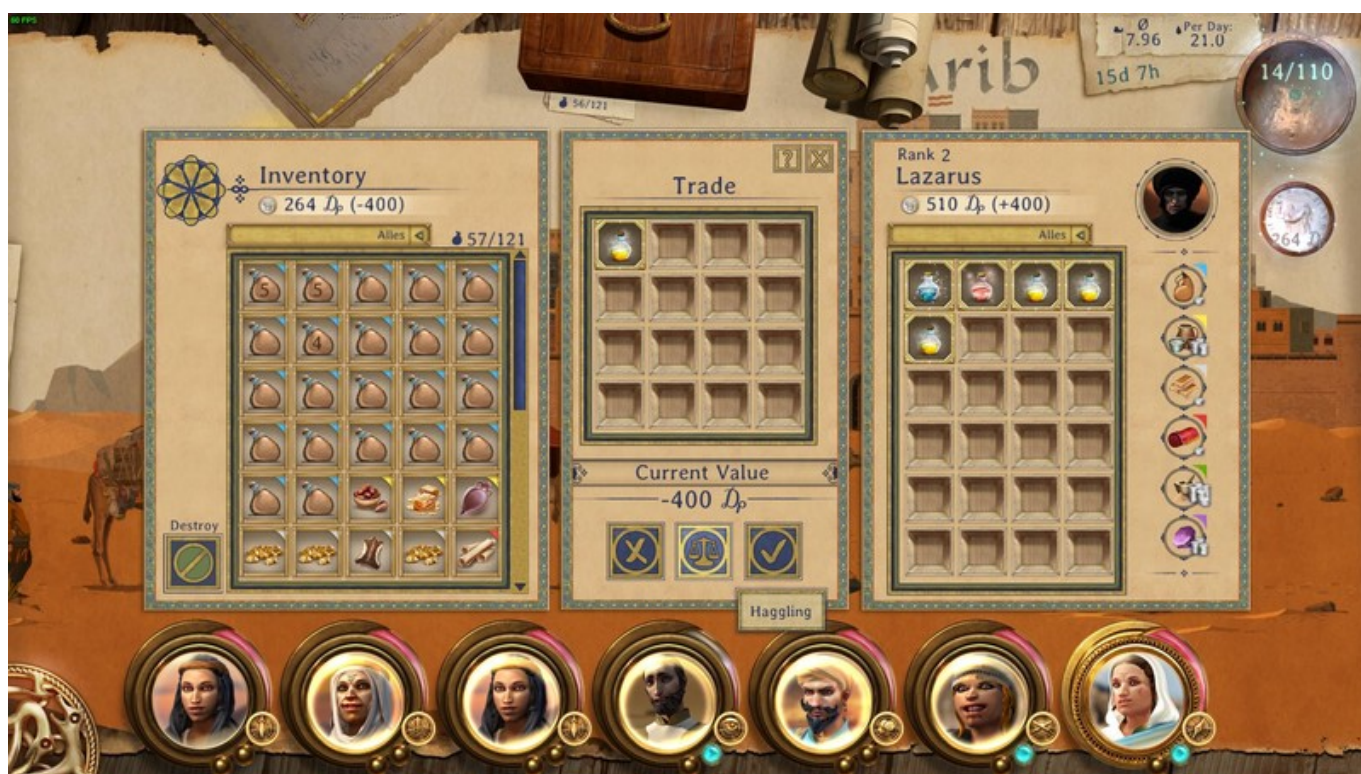 60 FPS
Ø
7.96
Per Day:
21.0
15d 7h
14/110
Arib
56/121
Inventory
264 Dp (-400)
Alles
57/121
5
5
4
Destroy
Trade
?
X
Current Value
-400 Dp
Haggling
Rank 2
Lazarus
510 Dp (+400)
Alles
264 Dp